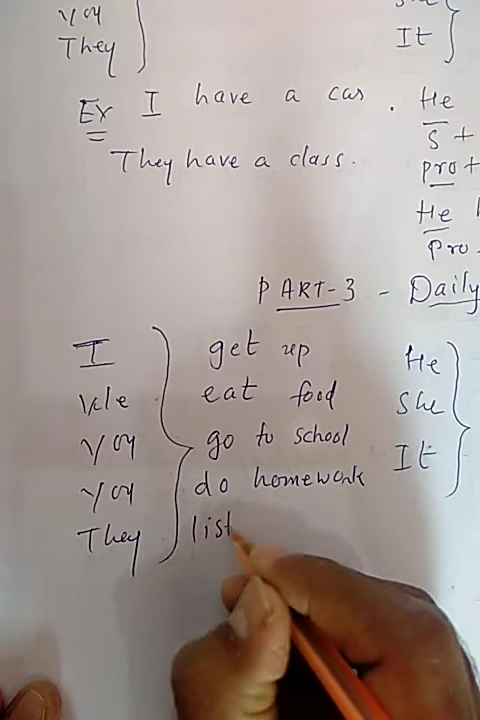 You
They } It }
Ex I have a car . He
S +
They have a class. pro +
He
pro
PART-3 - Daily
I get up He
We eat food She
You go to school
You do homework It
They list